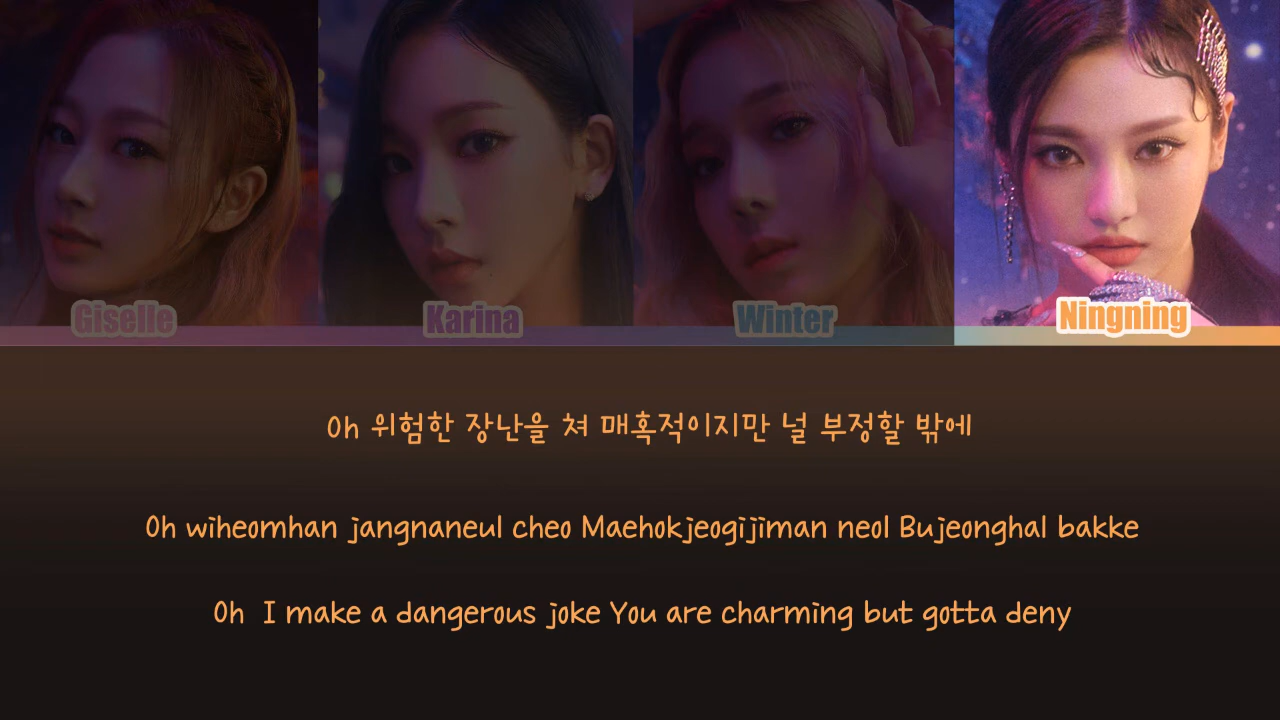 Giselle
Karina
Winter
Ningning
Oh 위험한 장난을 쳐 매혹적이지만 널 부정할 밖에
Oh wiheomhan jangnaneul cheo Maehokjeogijiman neol Bujeonghal bakke
Oh I make a dangerous joke You are charming but gotta deny